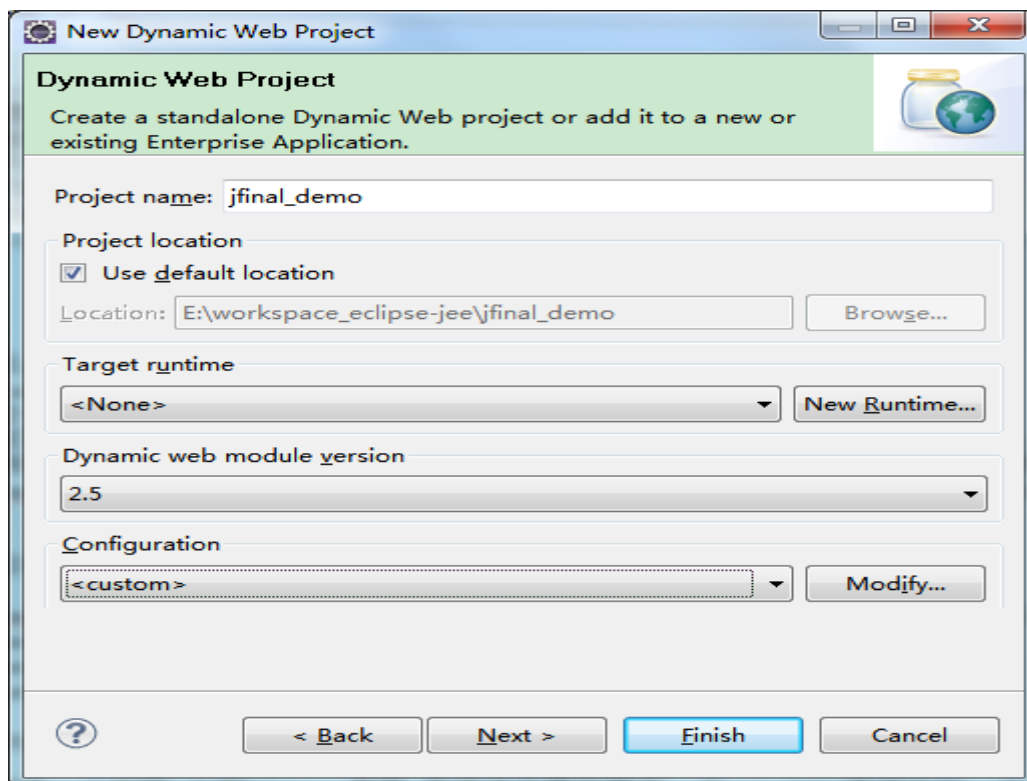 New Dynamic Web Project
Dynamic Web Project
Create a standalone Dynamic Web project or add it to a new or
existing Enterprise Application.
Project name: jfinal_demo
Project location
Use default location
Location: E:\workspace_eclipse-jee\jfinal_demo Browse...
Target runtime
<None> New Runtime...
Dynamic web module version
2.5
Configuration
<custom> Modify...
? < Back Next > Finish Cancel